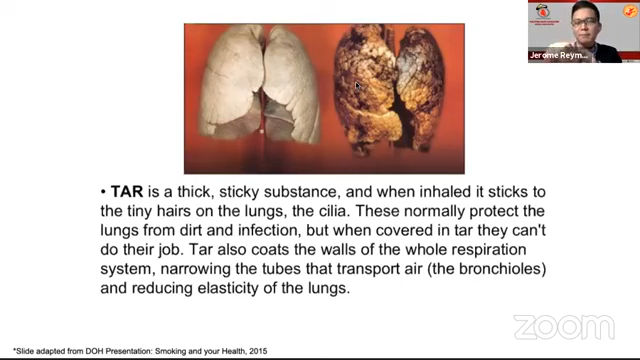 Jerome Reym...
• TAR is a thick, sticky substance, and when inhaled it sticks to
the tiny hairs on the lungs, the cilia. These normally protect the
lungs from dirt and infection, but when covered in tar they can't
do their job. Tar also coats the walls of the whole respiration
system, narrowing the tubes that transport air (the bronchioles)
and reducing elasticity of the lungs.
zoom
*Slide adapted from DOH Presentation: Smoking and your Health, 2015